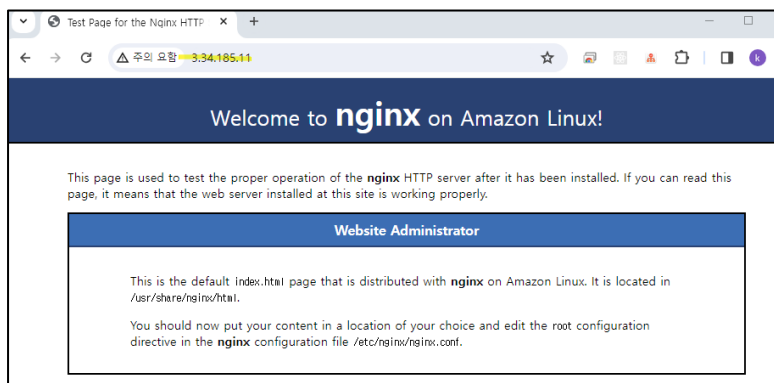 Test Page for the Nginx HTTP
주의 요함 3.34.185.11
k
Welcome to nginx on Amazon Linux!
This page is used to test the proper operation of the nginx HTTP server after it has been installed. If you can read this
page, it means that the web server installed at this site is working properly.
Website Administrator
This is the default index.html page that is distributed with nginx on Amazon Linux. It is located in
/usr/share/nginx/html.
You should now put your content in a location of your choice and edit the root configuration
directive in the nginx configuration file /etc/nginx/nginx.conf.